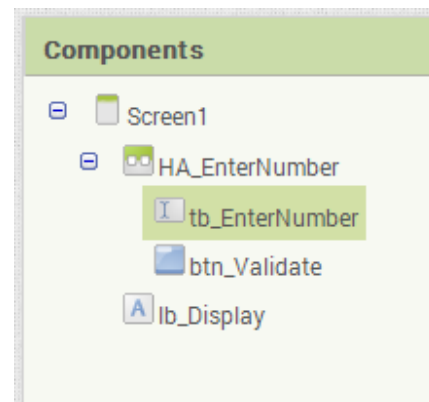 Components
Screen1
HA_EnterNumber
tb_EnterNumber
btn_Validate
A lb_Display